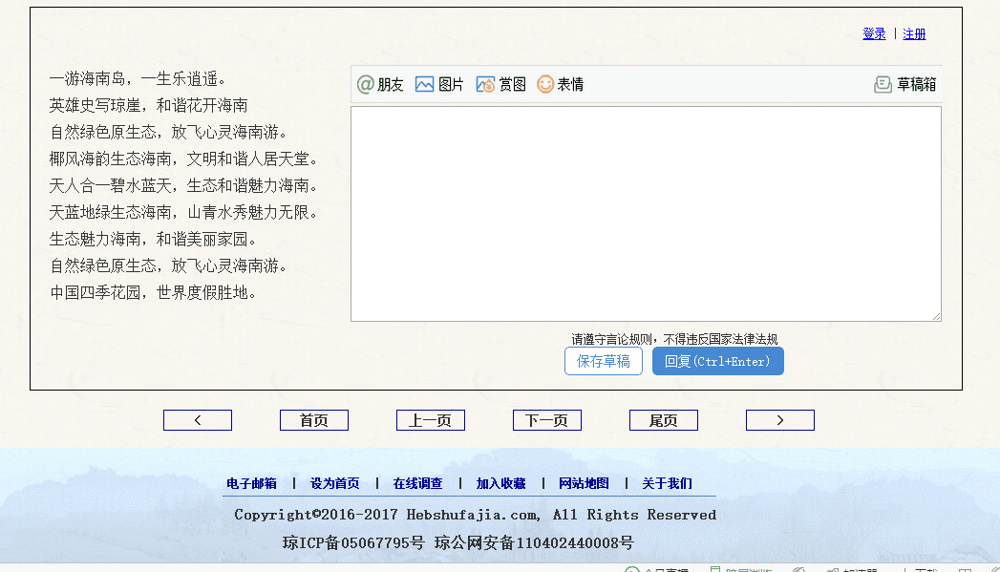 登录 | 注册
一游海南岛，一生乐逍遥。
英雄史写琼崖，和谐花开海南
自然绿色原生态，放飞心灵海南游。
椰风海韵生态海南，文明和谐人居天堂。
天人合一碧水蓝天，生态和谐魅力海南。
天蓝地绿生态海南，山青水秀魅力无限。
生态魅力海南，和谐美丽家园。
自然绿色原生态，放飞心灵海南游。
中国四季花园，世界度假胜地。
@朋友 图片 赏图 表情 草稿箱
请遵守言论规则，不得违反国家法律法规
保存草稿 回复(Ctrl+Enter)
< 首页 上一页 下一页 尾页 >
电子邮箱 | 设为首页 | 在线调查 | 加入收藏 | 网站地图 | 关于我们
Copyright©2016-2017 Hebshufajia.com, All Rights Reserved
琼ICP备05067795号 琼公网安备110402440008号